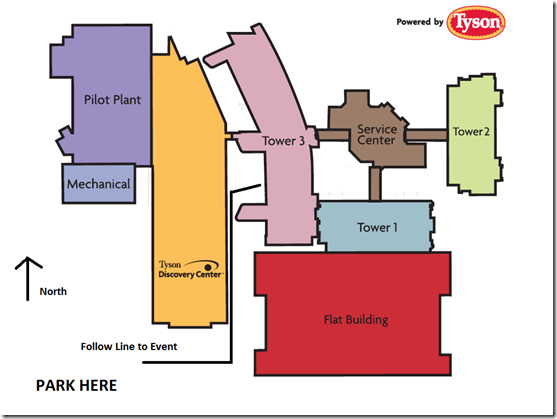 Powered by Tyson
Pilot Plant
Mechanical
Tower 3
Service
Center
Tower 2
Tower 1
Tyson
Discovery Center
Flat Building
North
Follow Line to Event
PARK HERE